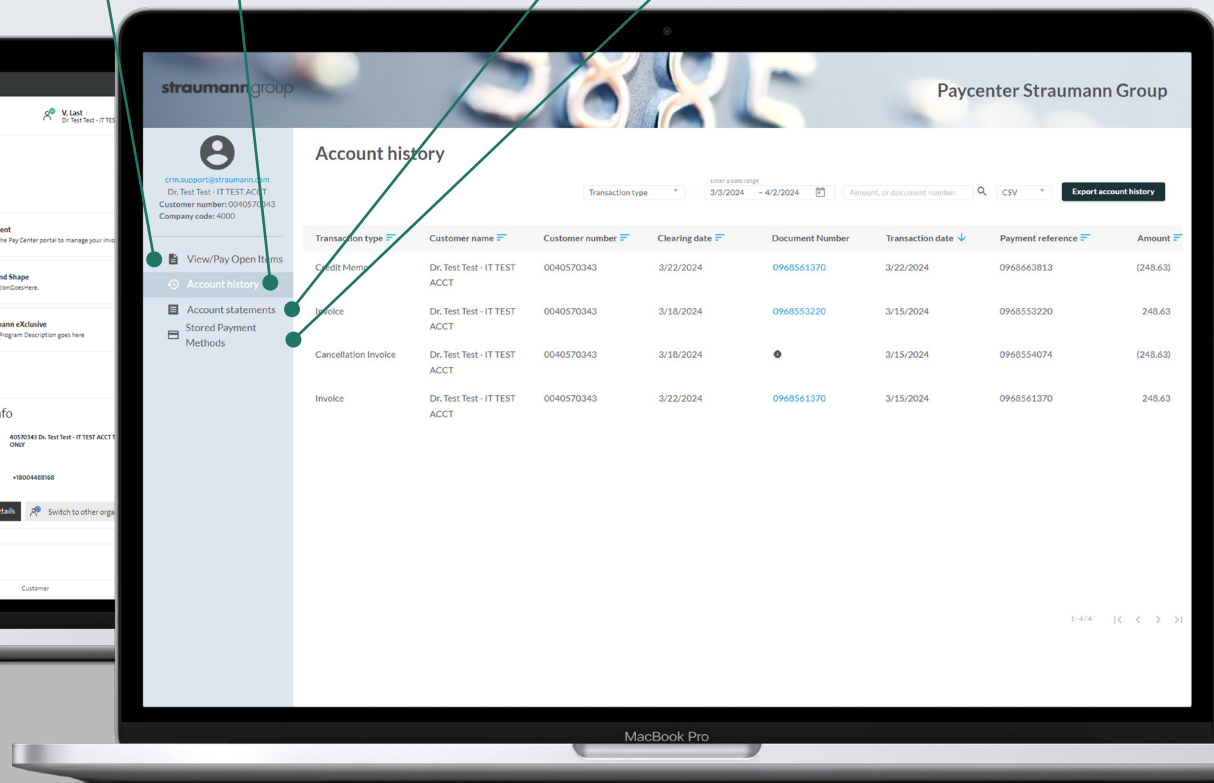 V. Last
Dr. Test Test - IT TES
ent
he Pay Center portal to manage your invo
nd Shape
tionGoesHere.
mann eXclusive
Program Description goes here
nfo
40570343 Dr. Test Test - IT TEST ACCT T
ONLY
+18004488168
etails
Switch to other orga
Customer
straumanngroup
Paycenter Straumann Group
crm.support@straumann.com
Dr. Test Test - IT TEST ACCT
Customer number: 0040570343
Company code: 4000
View/Pay Open Items
Account history
Account statements
Stored Payment
Methods
Account history
Transaction type
Enter a date range
3/3/2024 - 4/2/2024
Amount, or document number
CSV
Export account history
Transaction type Customer name Customer number Clearing date Document Number Transaction date Payment reference Amount
Credit Memo Dr. Test Test - IT TEST 0040570343 3/22/2024 0968561370 3/22/2024 0968663813 (248.63)
ACCT
Invoice Dr. Test Test - IT TEST 0040570343 3/18/2024 0968553220 3/15/2024 0968553220 248.63
ACCT
Cancellation Invoice Dr. Test Test - IT TEST 0040570343 3/18/2024 3/15/2024 0968554074 (248.63)
ACCT
Invoice Dr. Test Test - IT TEST 0040570343 3/22/2024 0968561370 3/15/2024 0968561370 248.63
ACCT
1-4/4
MacBook Pro